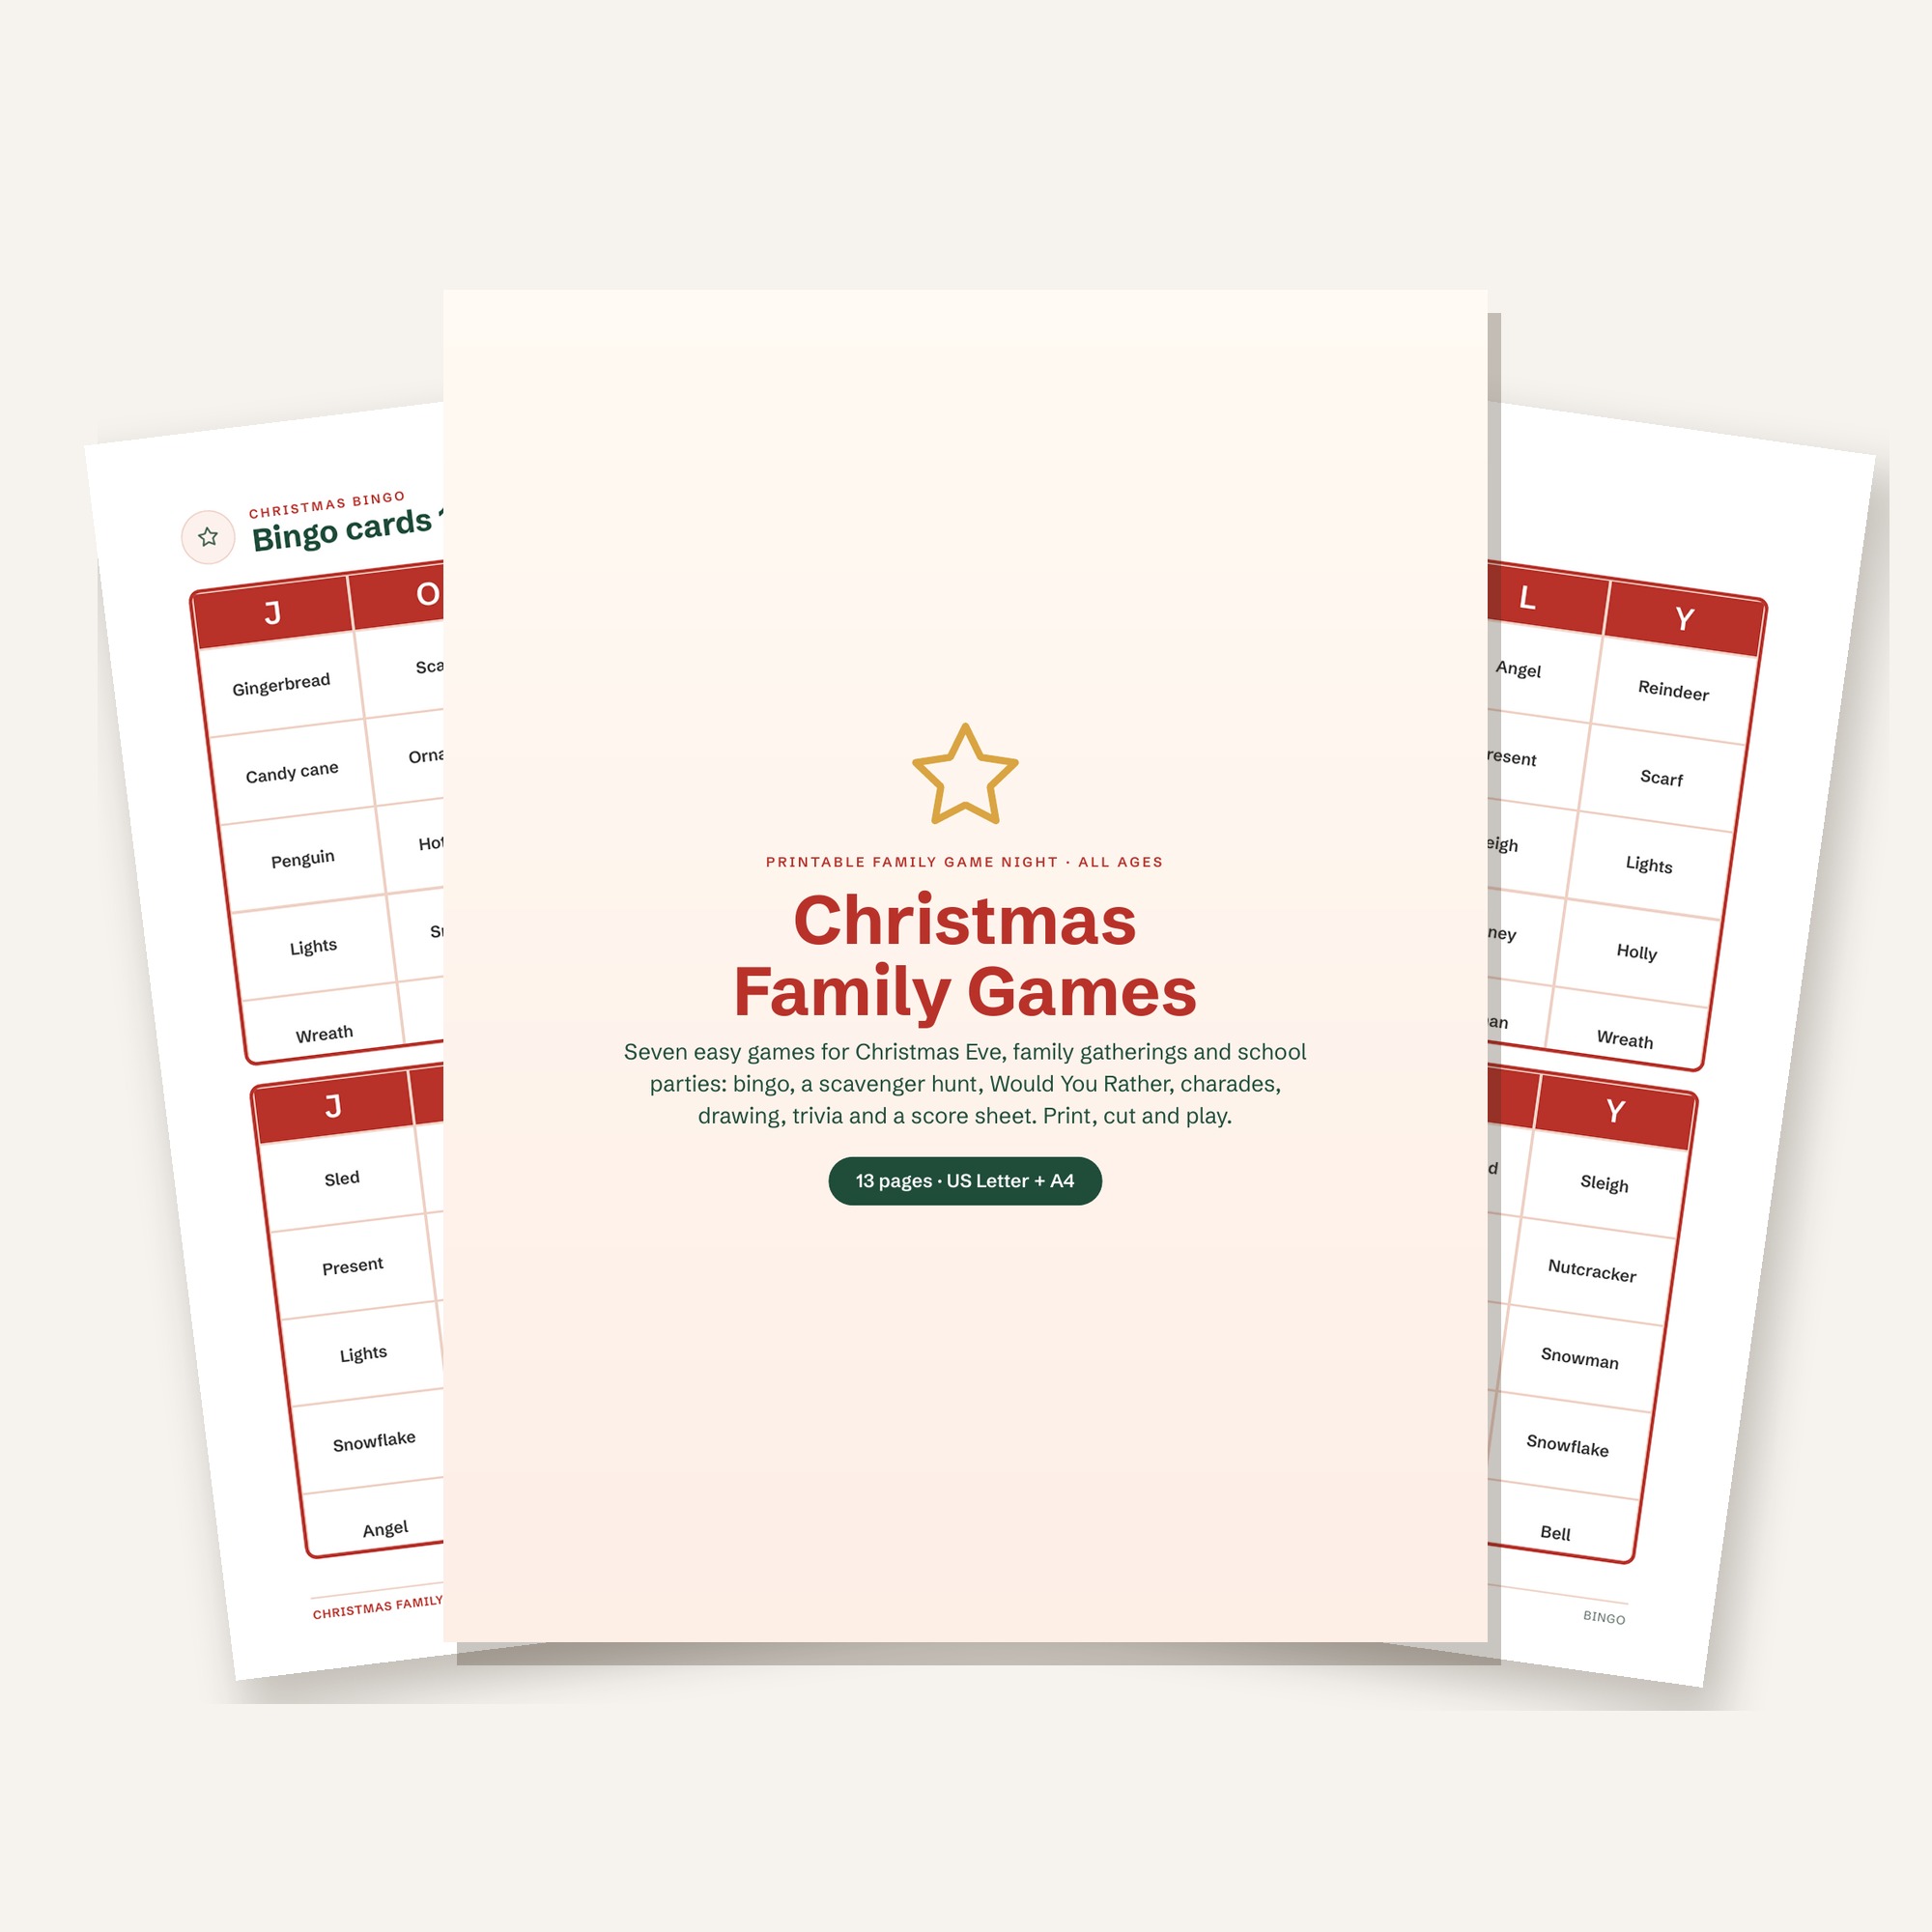 CHRISTMAS BINGO
Bingo cards
J O
Gingerbread
Candy cane
Penguin
Lights
Wreath
J
Sled
Present
Lights
Snowflake
Angel
CHRISTMAS FAMILY
PRINTABLE FAMILY GAME NIGHT · ALL AGES
Christmas
Family Games
Seven easy games for Christmas Eve, family gatherings and school
parties: bingo, a scavenger hunt, Would You Rather, charades,
drawing, trivia and a score sheet. Print, cut and play.
13 pages · US Letter + A4
L Y
Angel Reindeer
Scarf
Lights
Holly
Wreath
Y
Sleigh
Nutcracker
Snowman
Snowflake
Bell
BINGO